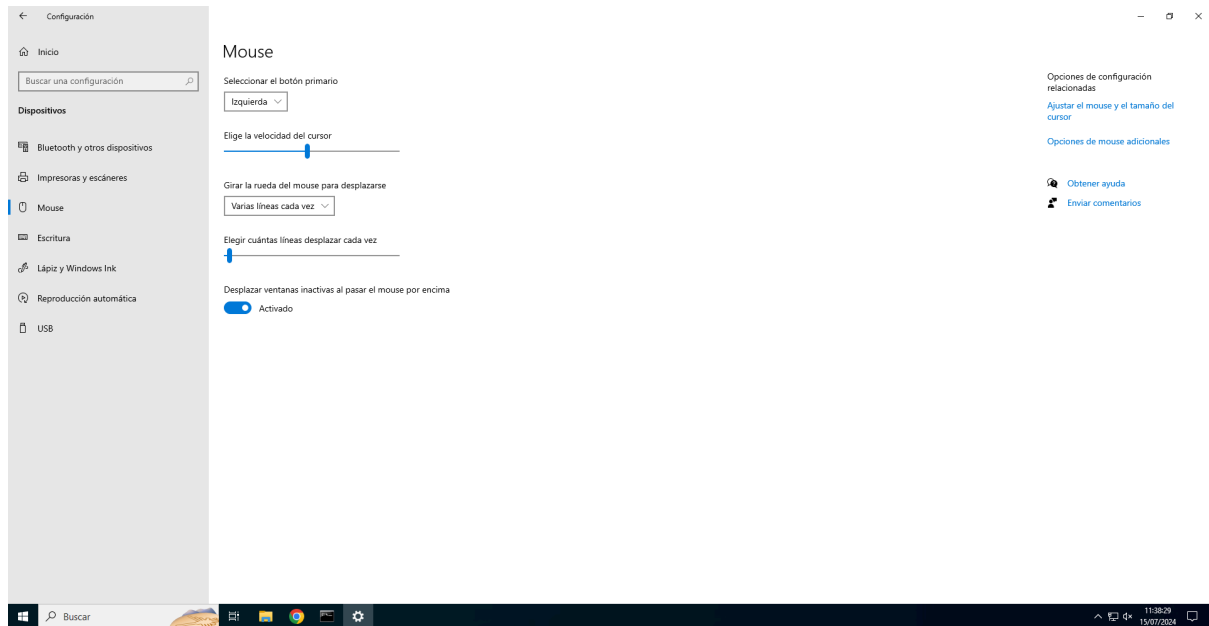 Configuración
Inicio
Buscar una configuración
Dispositivos
Bluetooth y otros dispositivos
Impresoras y escáneres
Mouse
Escritura
Lápiz y Windows Ink
Reproducción automática
USB
Mouse
Seleccionar el botón primario
Izquierda
Elige la velocidad del cursor
Girar la rueda del mouse para desplazarse
Varias líneas cada vez
Elegir cuántas líneas desplazar cada vez
Desplazar ventanas inactivas al pasar el mouse por encima
Activado
Opciones de configuración
relacionadas
Ajustar el mouse y el tamaño del
cursor
Opciones de mouse adicionales
Obtener ayuda
Enviar comentarios
Buscar
11:38:29
15/07/2024